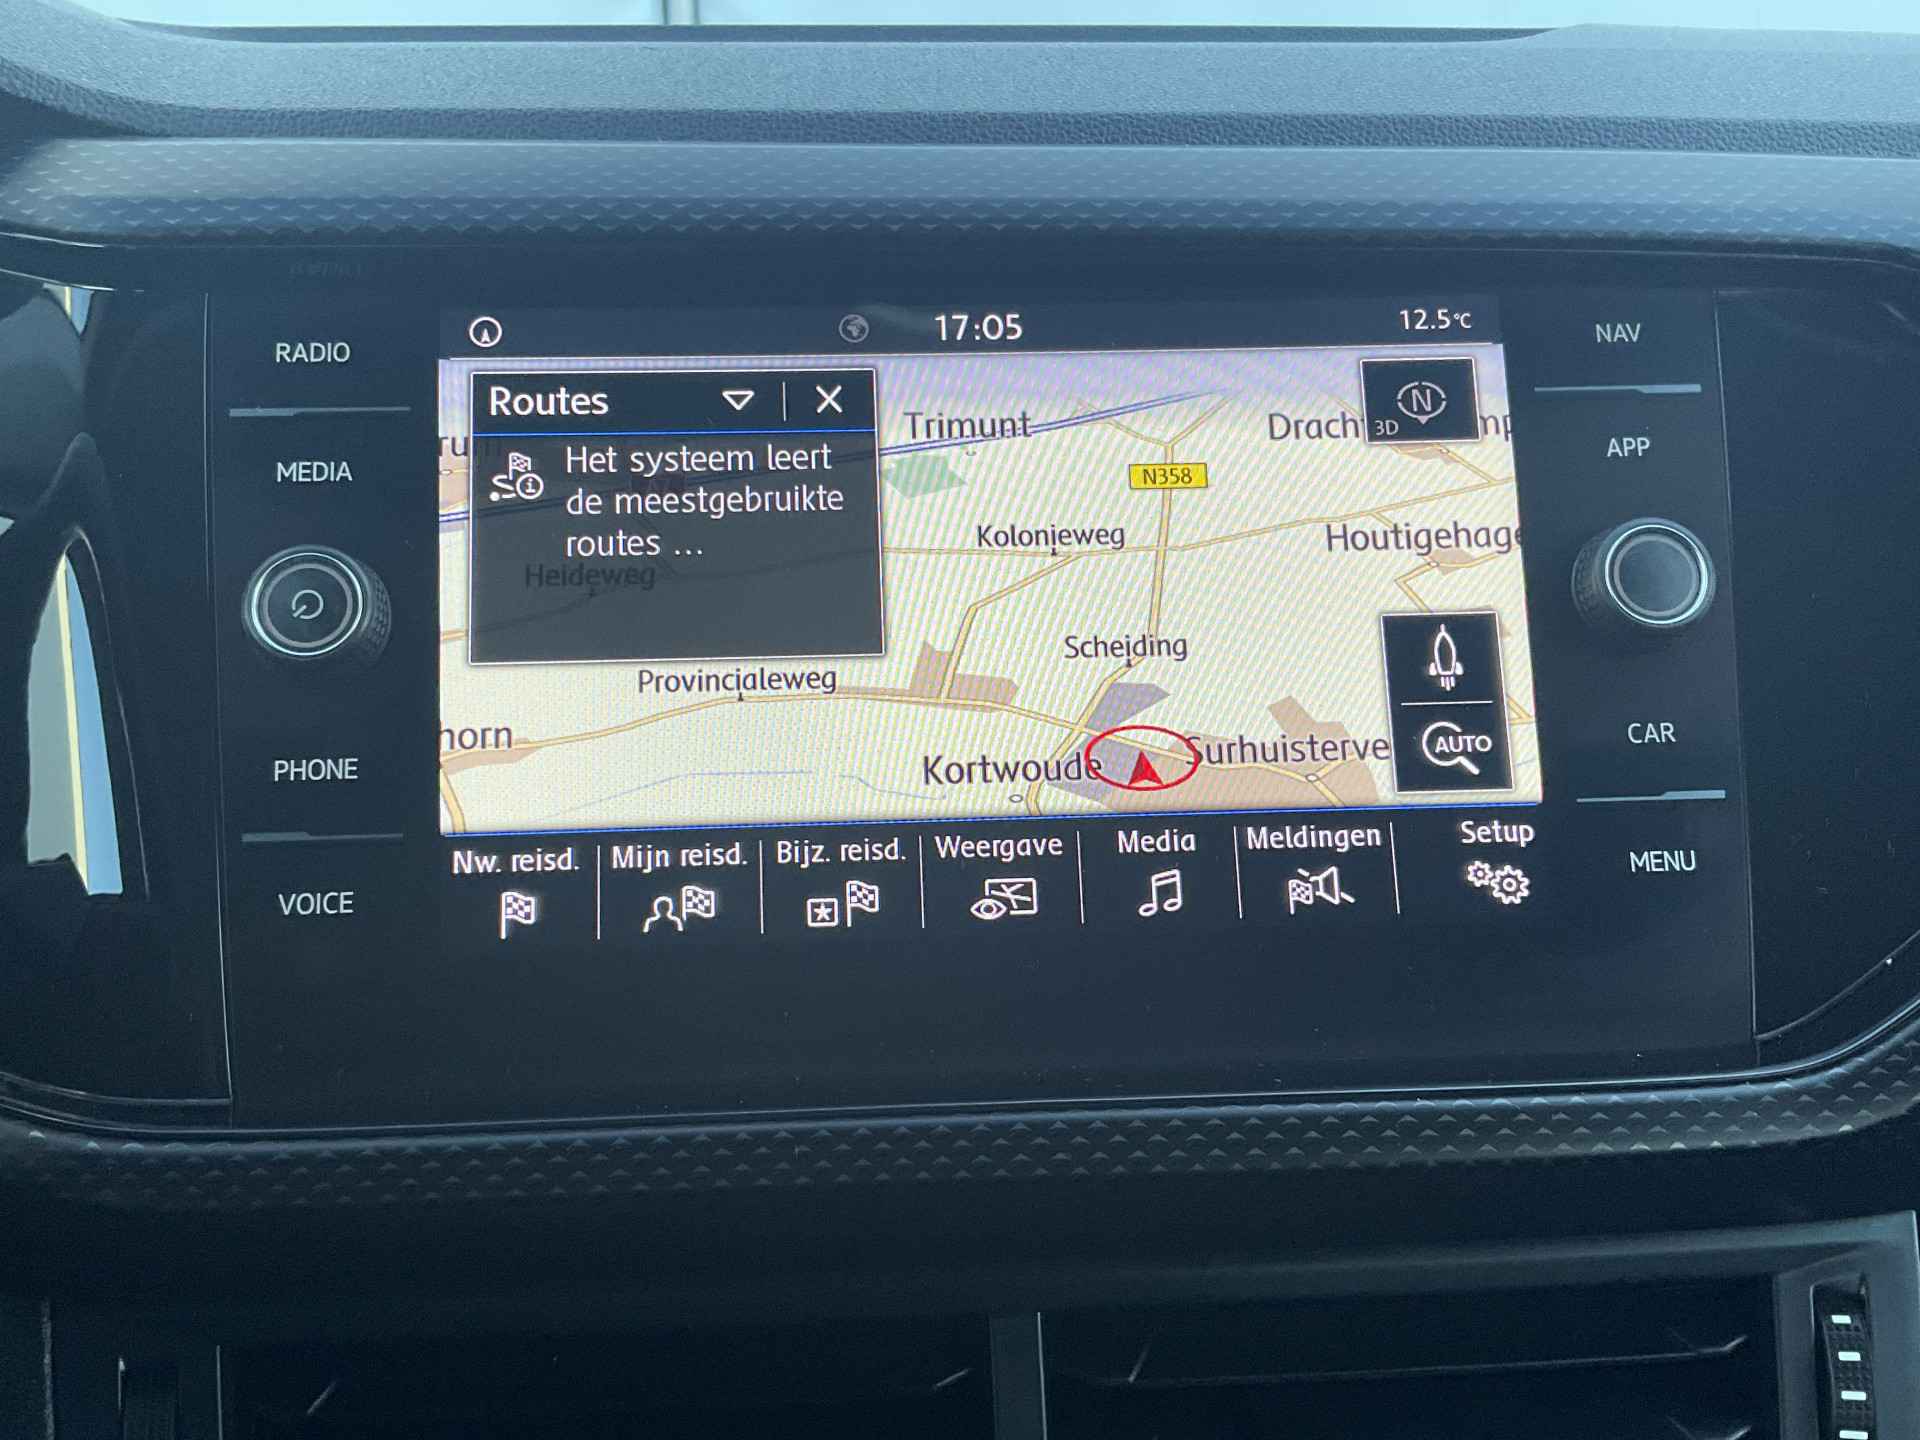 17:05
12.5°C
RADIO
MEDIA
PHONE
VOICE
NAV
APP
CAR
MENU
Routes
Het systeem leert
de meestgebruikte
routes ...
Heideweg
Trimunt
N358
3D
N
Kolonieweg
Houtigehage
Scheiding
Provincialeweg
Kortwoude
Surhuisterve
AUTO
Nw. reisd.
Mijn reisd.
Bijz. reisd.
Weergave
Media
Meldingen
Setup